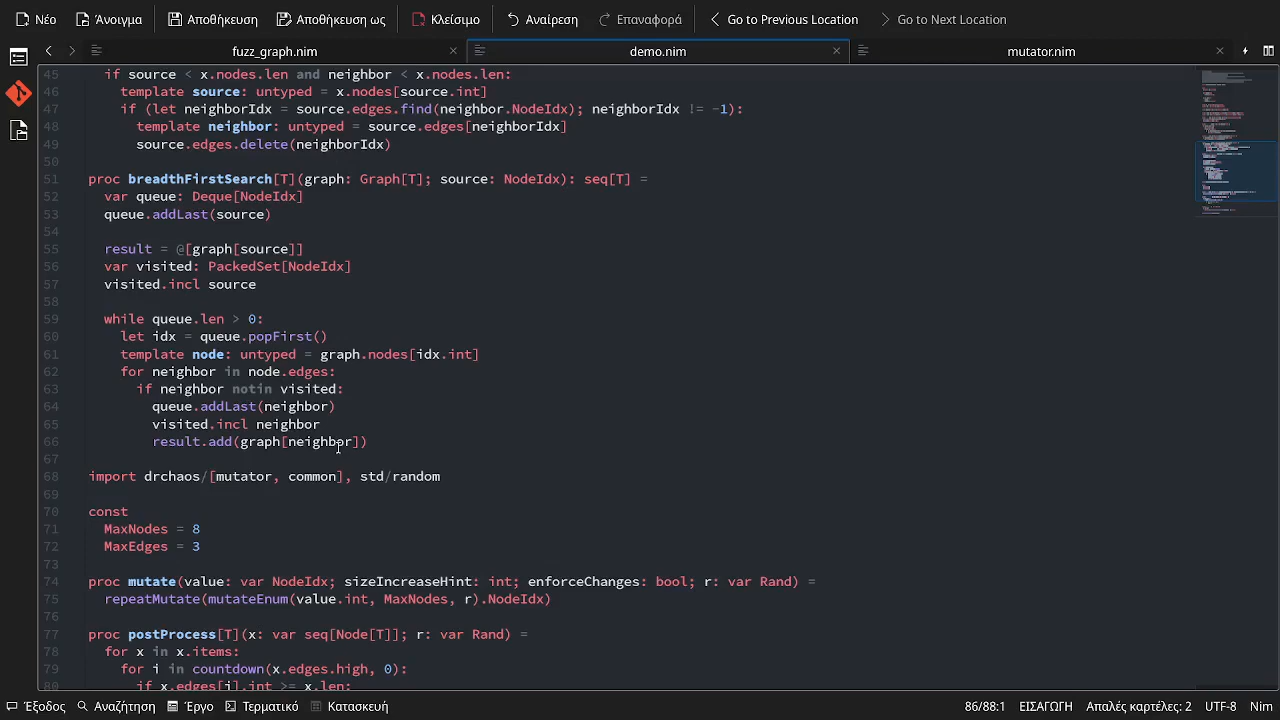 Νέο Άνοιγμα Αποθήκευση Αποθήκευση ως Κλείσιμο Αναίρεση Επαναφορά Go to Previous Location Go to Next Location
fuzz_graph.nim demo.nim mutator.nim
45 if source < x.nodes.len and neighbor < x.nodes.len:
46 template source: untyped = x.nodes[source.int]
47 if (let neighborIdx = source.edges.find(neighbor.NodeIdx); neighborIdx != -1):
48 template neighbor: untyped = source.edges[neighborIdx]
49 source.edges.delete(neighborIdx)
50
51 proc breadthFirstSearch[T](graph: Graph[T]; source: NodeIdx): seq[T] =
52 var queue: Deque[NodeIdx]
53 queue.addLast(source)
54
55 result = @[graph[source]]
56 var visited: PackedSet[NodeIdx]
57 visited.incl source
58
59 while queue.len > 0:
60 let idx = queue.popFirst()
61 template node: untyped = graph.nodes[idx.int]
62 for neighbor in node.edges:
63 if neighbor notin visited:
64 queue.addLast(neighbor)
65 visited.incl neighbor
66 result.add(graph[neighbor])
67
68 import drchaos/[mutator, common], std/random
69
70 const
71 MaxNodes = 8
72 MaxEdges = 3
73
74 proc mutate(value: var NodeIdx; sizeIncreaseHint: int; enforceChanges: bool; r: var Rand) =
75 repeatMutate(mutateEnum(value.int, MaxNodes, r).NodeIdx)
76
77 proc postProcess[T](x: var seq[Node[T]]; r: var Rand) =
78 for x in x.items:
79 for i in countdown(x.edges.high, 0):
80 if x.edges[i].int >= x.len:
Έξοδος Αναζήτηση Έργο Τερματικό Κατασκευή 86/88:1 ΕΙΣΑΓΩΓΗ Απαλές καρτέλες: 2 UTF-8 Nim